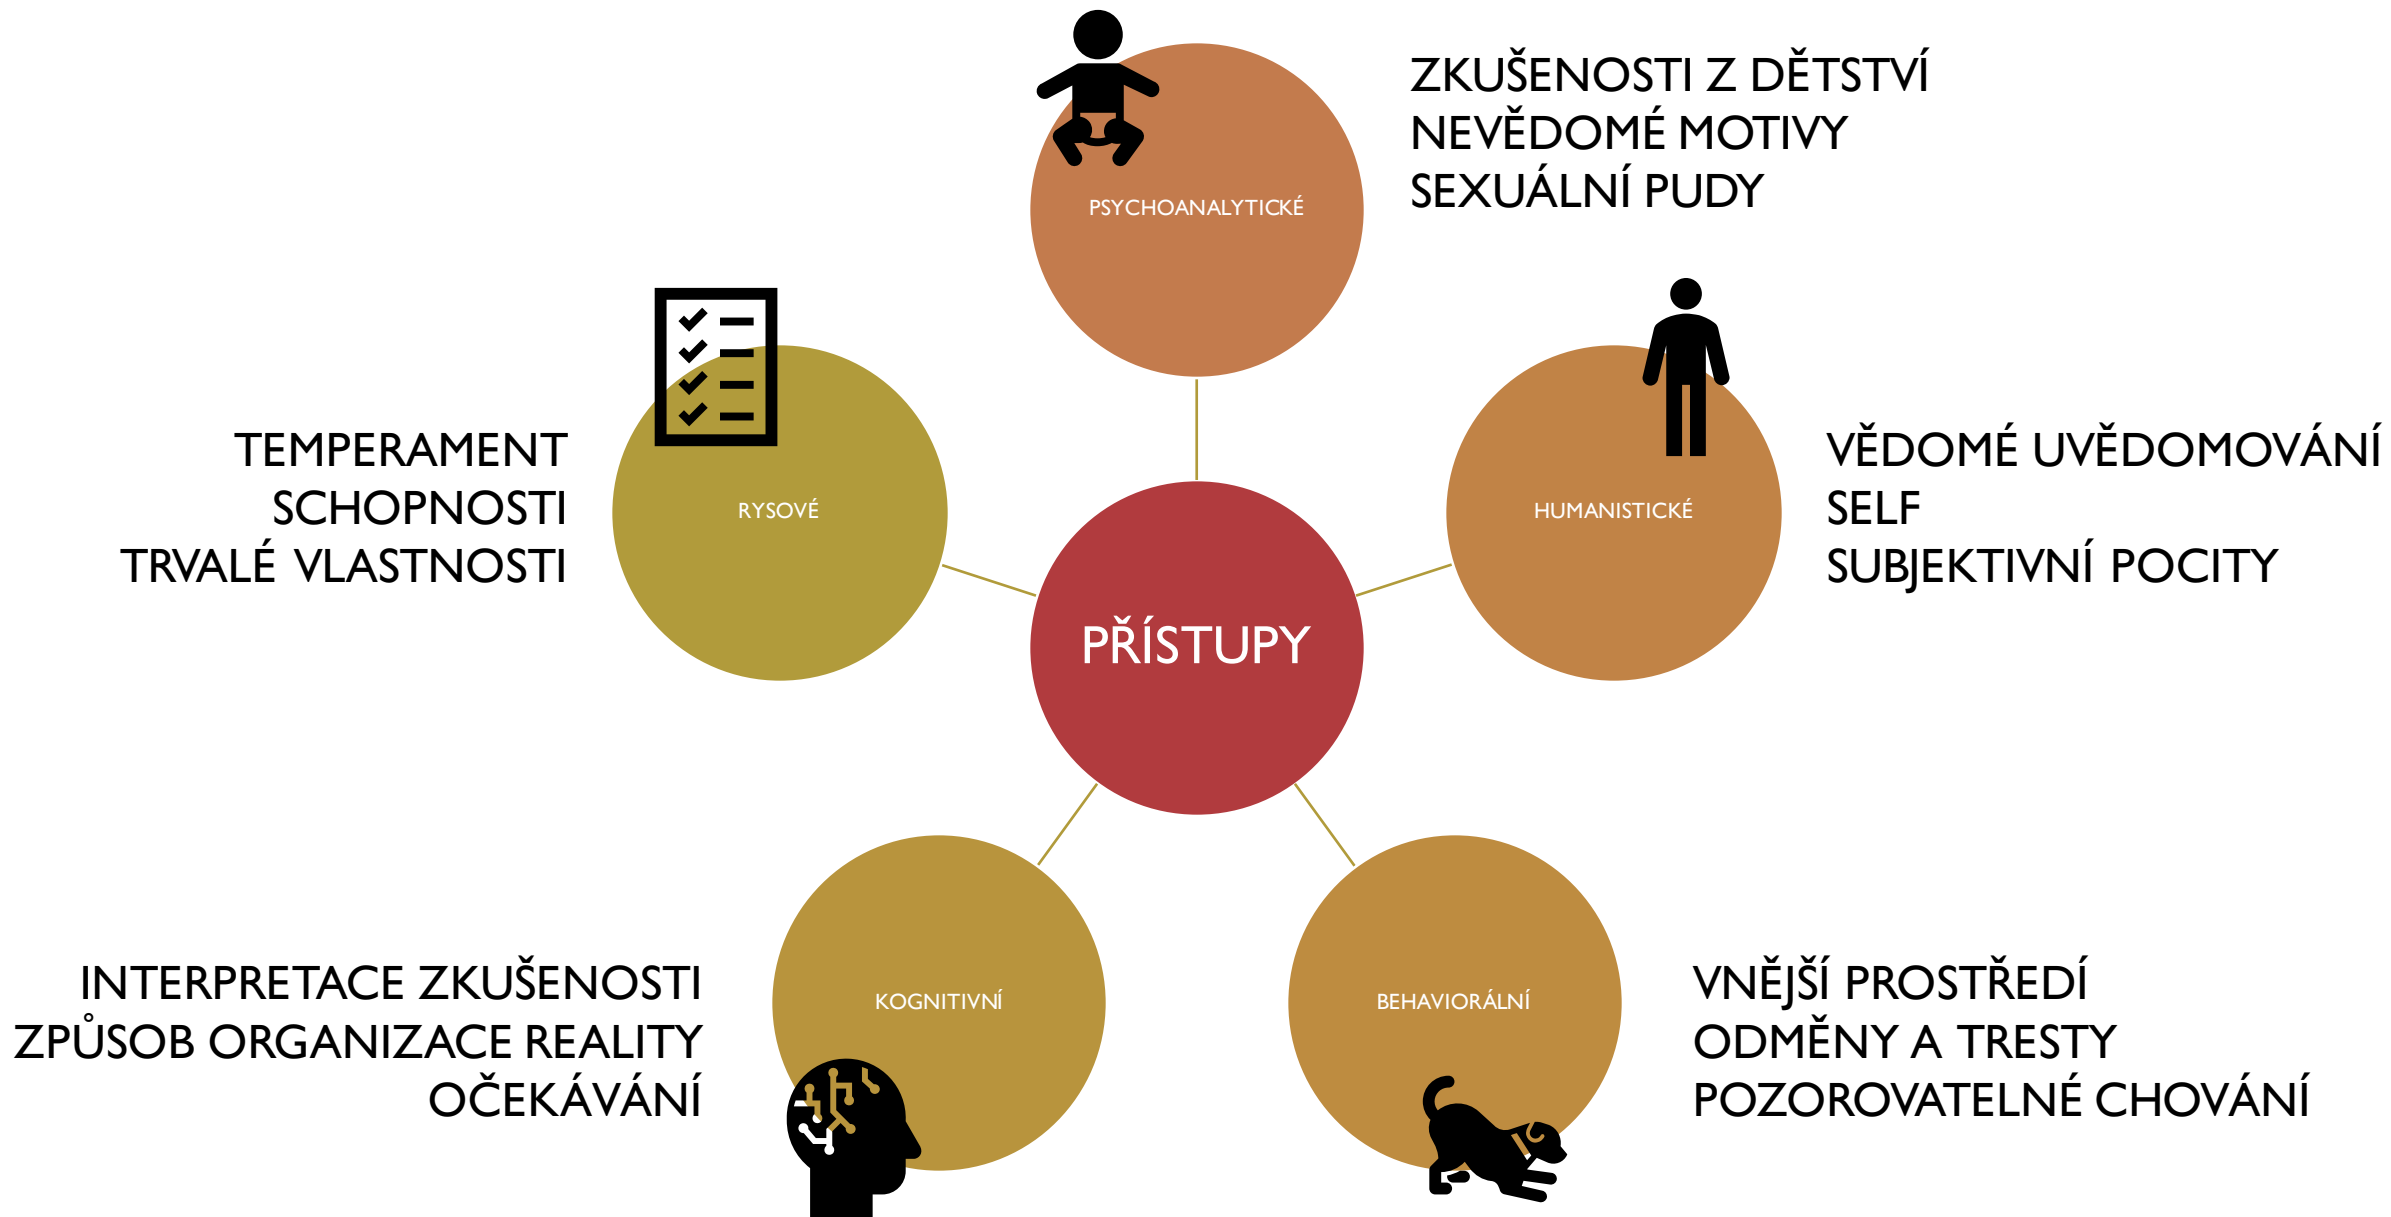 PSYCHOANALYTICKÉ
ZKUŠENOSTI Z DĚTSTVÍ
NEVĚDOMÉ MOTIVY
SEXUÁLNÍ PUDY
TEMPERAMENT
SCHOPNOSTI
TRVALÉ VLASTNOSTI
RYSOVÉ
HUMANISTICKÉ
VĚDOMÉ UVĚDOMOVÁNÍ
SELF
SUBJEKTIVNÍ POCITY
PŘÍSTUPY
INTERPRETACE ZKUŠENOSTI
ZPŮSOB ORGANIZACE REALITY
OČEKÁVÁNÍ
KOGNITIVNÍ
BEHAVIORÁLNÍ
VNĚJŠÍ PROSTŘEDÍ
ODMĚNY A TRESTY
POZOROVATELNÉ CHOVÁNÍ